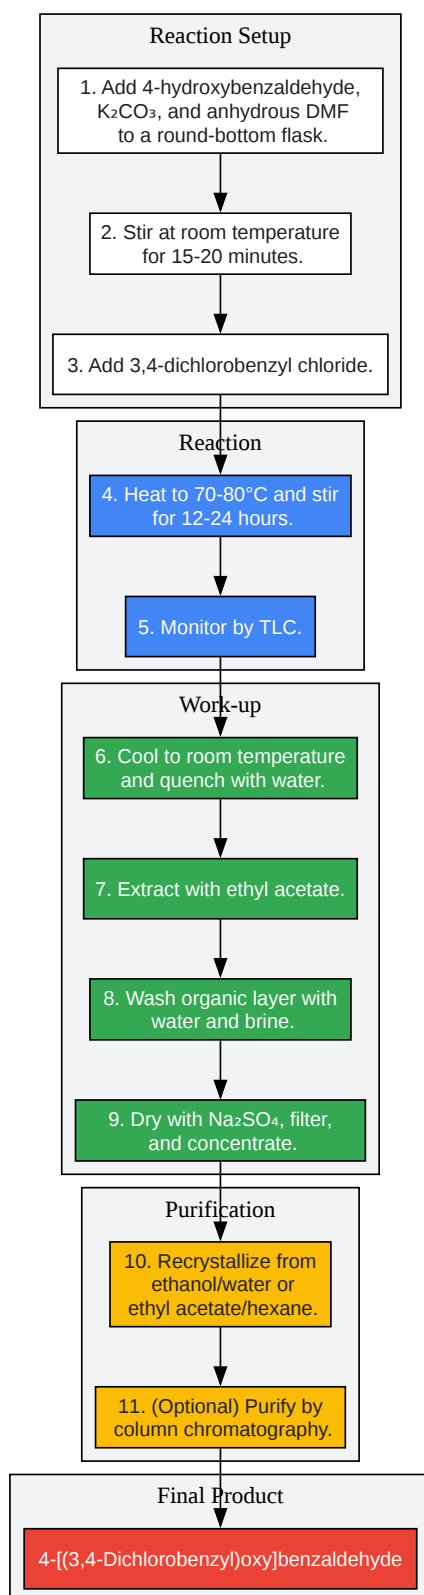 Reaction Setup
1. Add 4-hydroxybenzaldehyde,
K₂CO₃, and anhydrous DMF
to a round-bottom flask.
2. Stir at room temperature
for 15-20 minutes.
3. Add 3,4-dichlorobenzyl chloride.
Reaction
4. Heat to 70-80°C and stir
for 12-24 hours.
5. Monitor by TLC.
Work-up
6. Cool to room temperature
and quench with water.
7. Extract with ethyl acetate.
8. Wash organic layer with
water and brine.
9. Dry with Na₂SO₄, filter,
and concentrate.
Purification
10. Recrystallize from
ethanol/water or
ethyl acetate/hexane.
11. (Optional) Purify by
column chromatography.
Final Product
4-[(3,4-Dichlorobenzyl)oxy]benzaldehyde